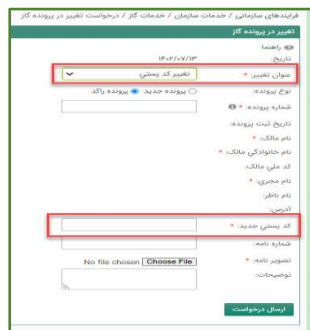 فرایندهای سازمانی / خدمات سازمان / خدمات گاز / درخواست تغییر در پرونده گاز
تغییر در پرونده گاز
راهنما
تاریخ: ۱۴۰۲/۰۷/۱۳
عنوان تغییر: * تغییر کد پستی
نوع پرونده: پرونده جدید پرونده راکد
شماره پرونده: *
تاریخ ثبت پرونده:
نام مالک: *
نام خانوادگی مالک: *
کد ملی مالک:
نام مجری: *
نام ناظر:
آدرس:
کد پستی جدید: *
شماره نامه:
تصویر نامه: * Choose File No file chosen
توضیحات:
ارسال درخواست